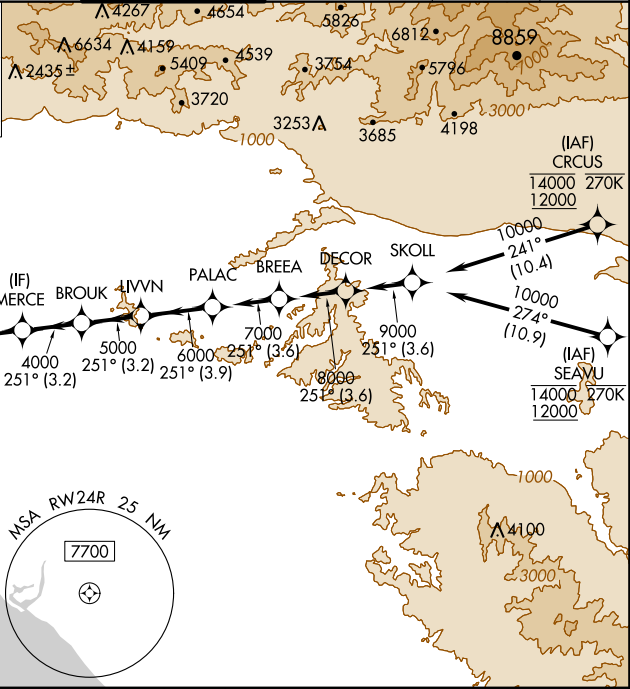 4267
4654
5826
6634
4159
4539
6812
8859
2435±
5409
3754
5796
3720
3000
3253
3685
4198
1000
(IAF)
CRCUS
14000 270K
12000
10000
241°
(10.4)
(IF)
MERCE
BROUK
LIVVN
PALAC
BREEA
DECOR
SKOLL
10000
274°
(10.9)
4000
251° (3.2)
5000
251° (3.2)
6000
251° (3.9)
7000
251° (3.6)
8000
251° (3.6)
9000
251° (3.6)
(IAF)
SEAVU
14000 270K
12000
1000
4100
3000
MSA RW24R 25 NM
7700